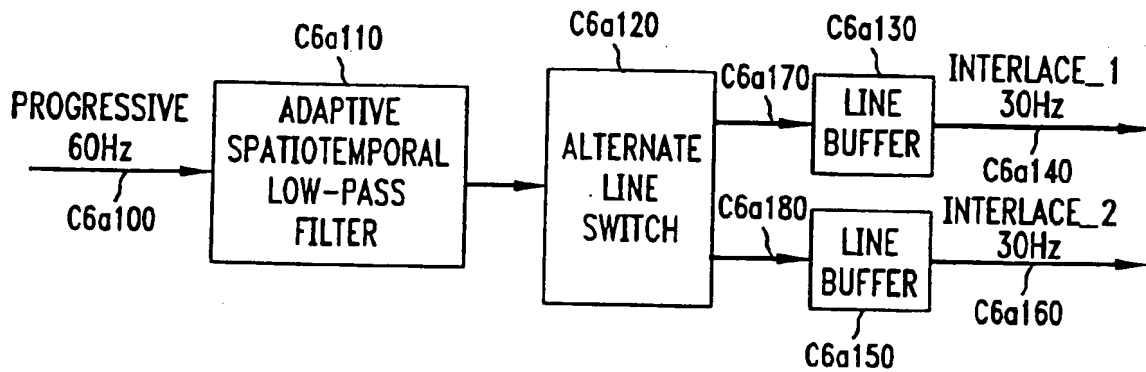 C6a110
C6a120
C6a130
PROGRESSIVE
60Hz
C6a100
ADAPTIVE
SPATIOTEMPORAL
LOW-PASS
FILTER
ALTERNATE
LINE
SWITCH
C6a170
LINE
BUFFER
INTERLACE_1
30Hz
C6a140
C6a180
LINE
BUFFER
INTERLACE_2
30Hz
C6a160
C6a150